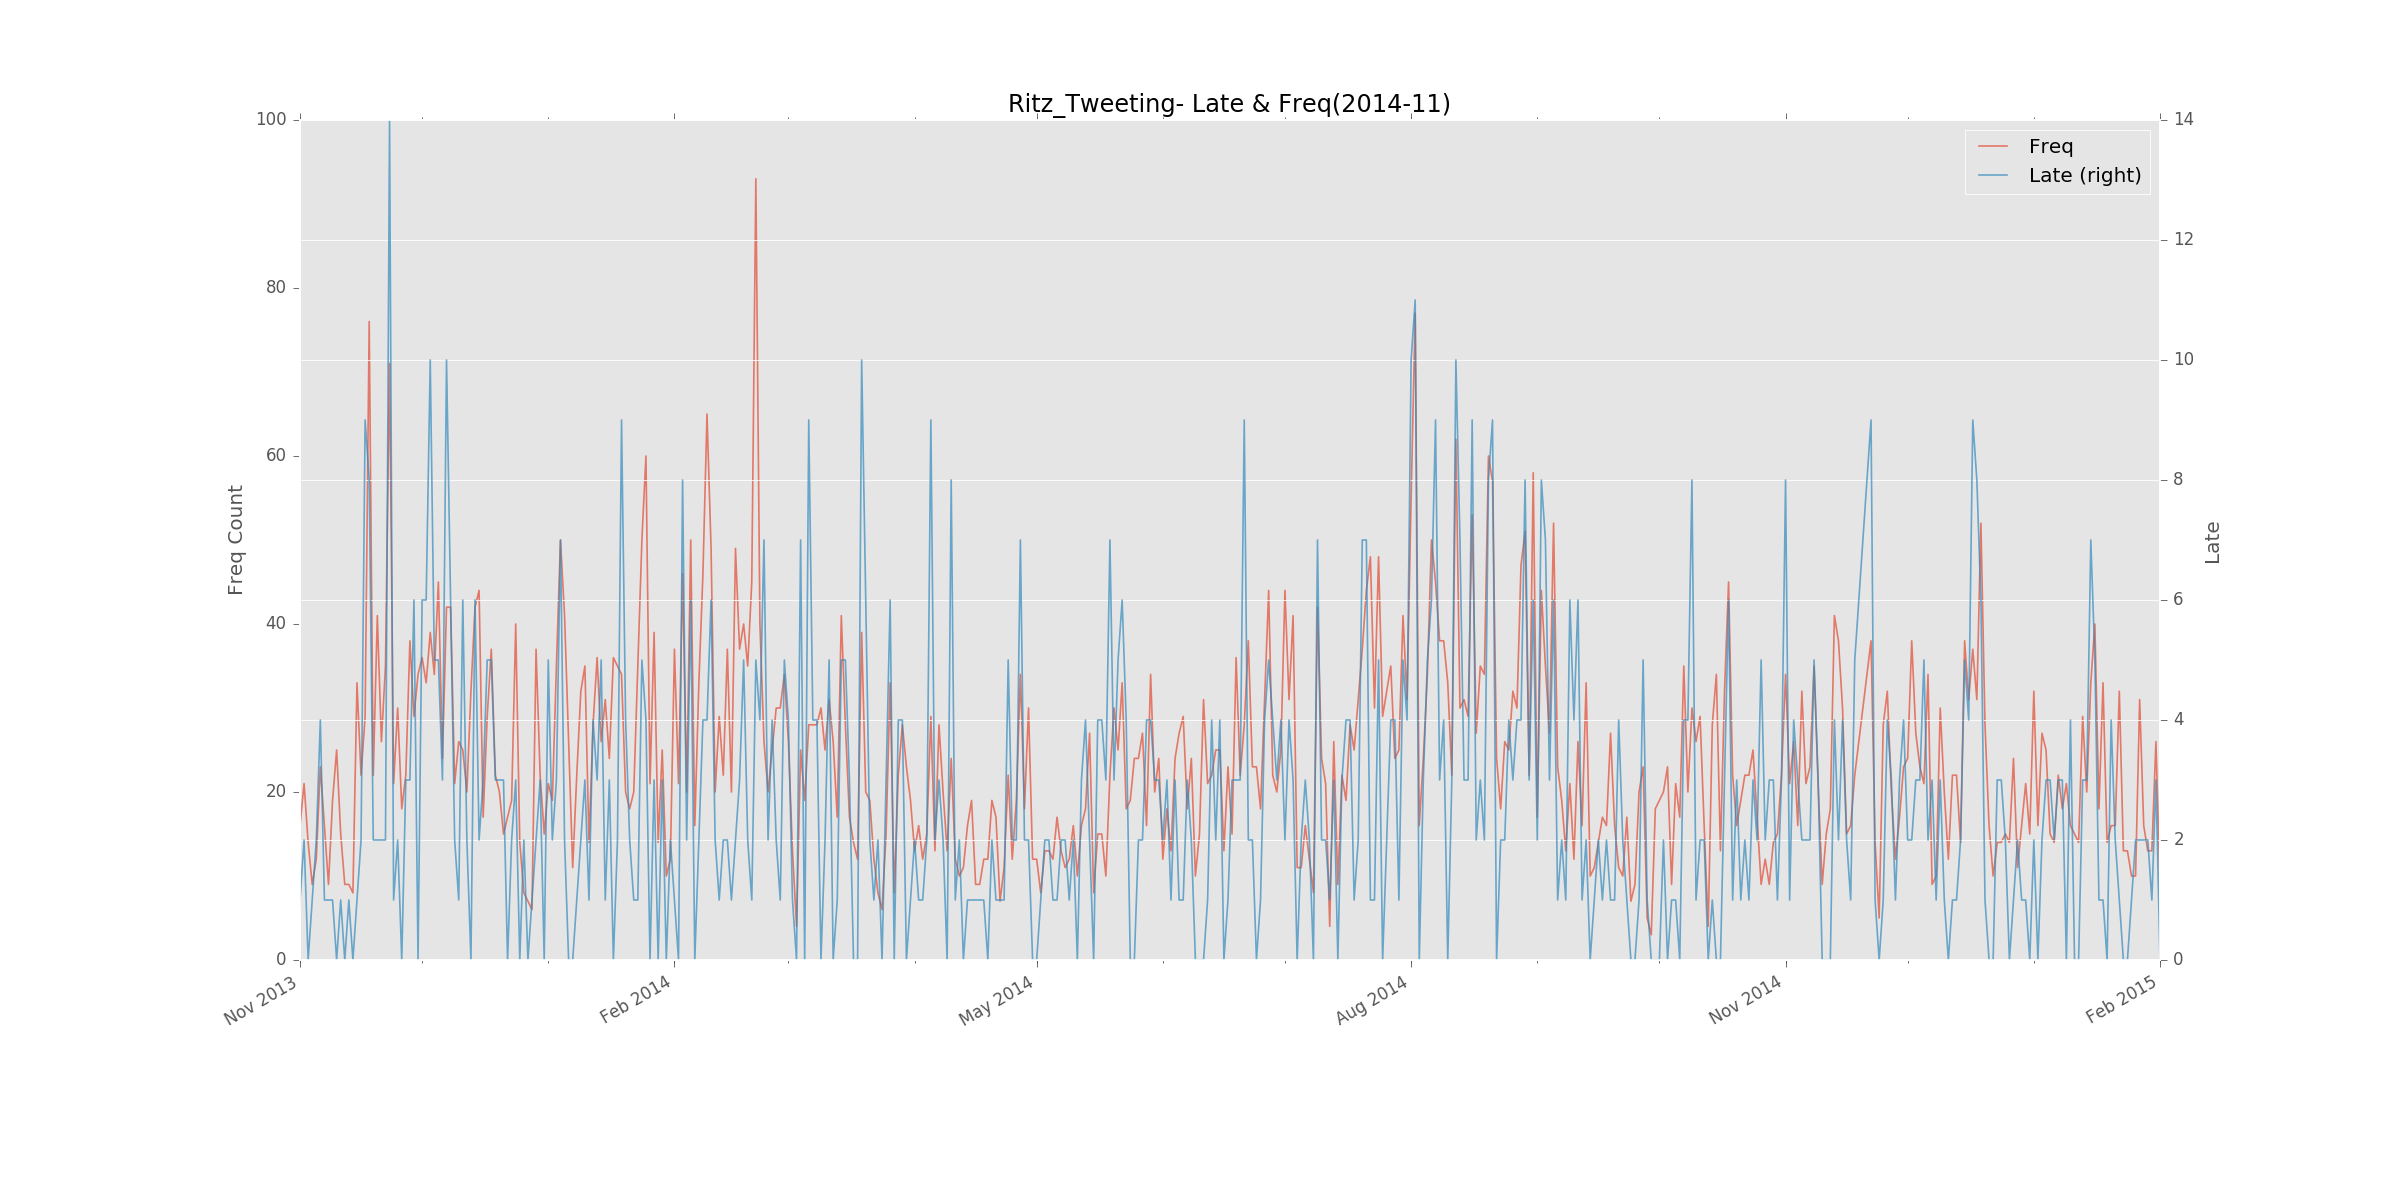 Ritz_Tweeting- Late & Freq(2014-11)
100
80
60
40
20
0
Freq Count
14
12
10
8
6
4
2
0
Late
Freq
Late (right)
Nov 2013
Feb 2014
May 2014
Aug 2014
Nov 2014
Feb 2015